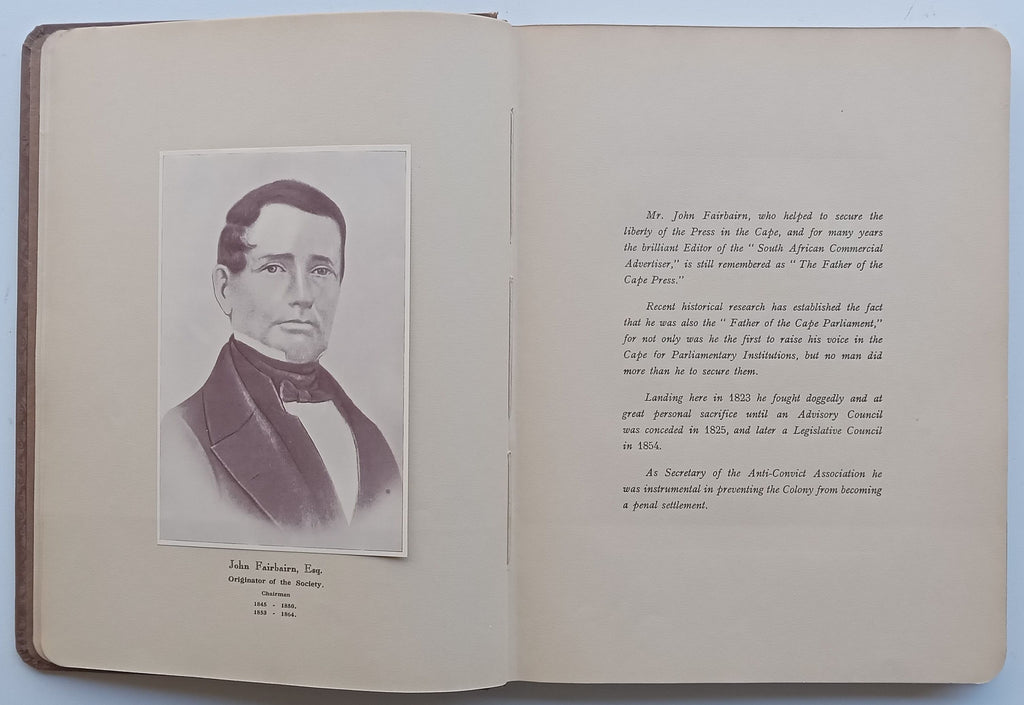 John Fairbairn, Esq.
Originator of the Society.
Chairman
1845 - 1850.
1853 - 1864.
Mr. John Fairbairn, who helped to secure the
liberty of the Press in the Cape, and for many years
the brilliant Editor of the " South African Commercial
Advertiser," is still remembered as " The Father of the
Cape Press."
Recent historical research has established the fact
that he was also the " Father of the Cape Parliament,"
for not only was he the first to raise his voice in the
Cape for Parliamentary Institutions, but no man did
more than he to secure them.
Landing here in 1823 he fought doggedly and at
great personal sacrifice until an Advisory Council
was conceded in 1825, and later a Legislative Council
in 1854.
As Secretary of the Anti-Convict Association he
was instrumental in preventing the Colony from becoming
a penal settlement.